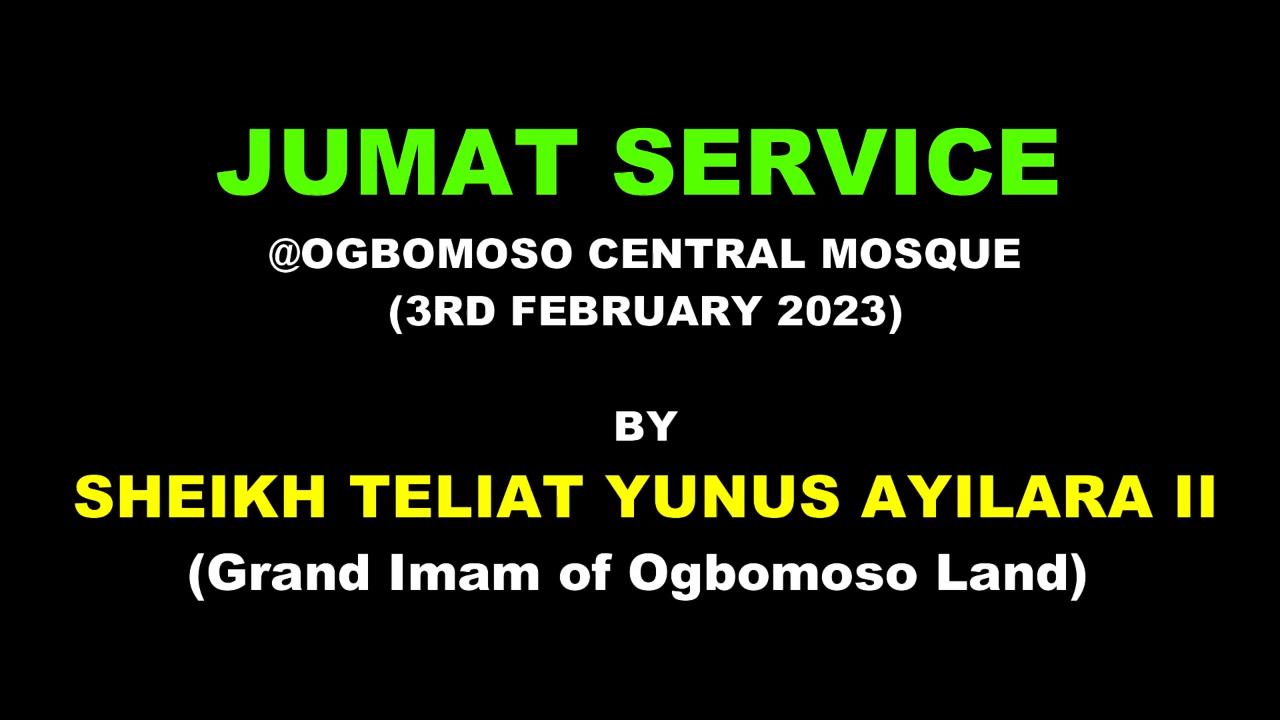 JUMAT SERVICE
@OGBOMOSO CENTRAL MOSQUE
(3RD FEBRUARY 2023)
BY
SHEIKH TELIAT YUNUS AYILARA II
(Grand Imam of Ogbomoso Land)